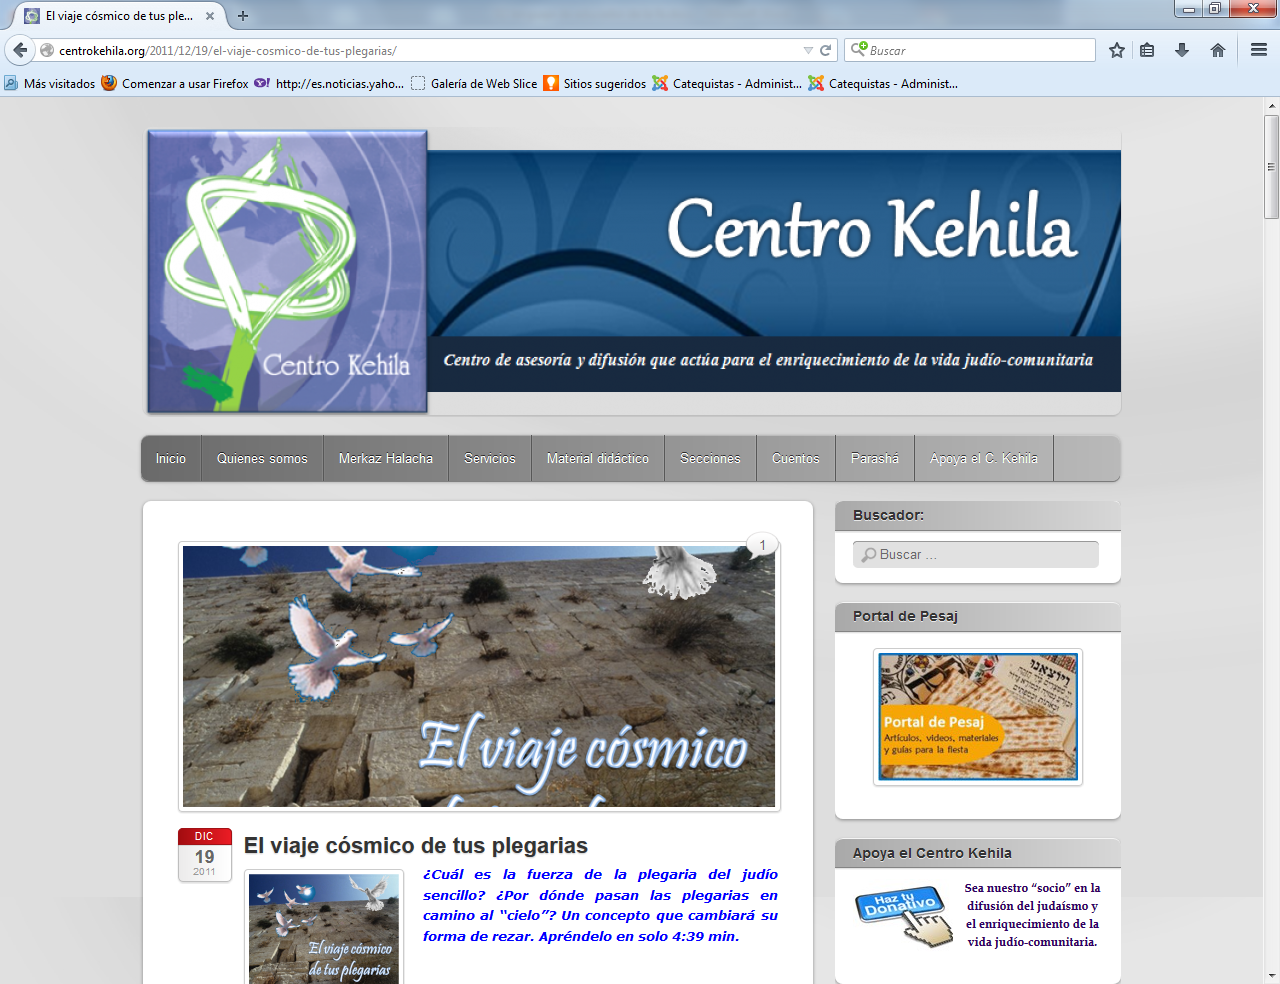 El viaje cósmico de tus ple...
centrokehila.org/2011/12/19/el-viaje-cosmico-de-tus-plegarias/
Buscar
Más visitados
Comenzar a usar Firefox
http://es.noticias.yaho...
Galería de Web Slice
Sitios sugeridos
Catequistas - Administ...
Catequistas - Administ...
Centro Kehila
Centro Kehila
Centro de asesoría y difusión que actúa para el enriquecimiento de la vida judío-comunitaria
Inicio
Quienes somos
Merkaz Halacha
Servicios
Material didáctico
Secciones
Cuentos
Parashá
Apoya el C. Kehila
1
El viaje cósmico
DIC
19
2011
El viaje cósmico de tus plegarias
El viaje cósmico
de tus plegarias
¿Cuál es la fuerza de la plegaria del judío
sencillo? ¿Por dónde pasan las plegarias en
camino al “cielo”? Un concepto que cambiará su
forma de rezar. Apréndelo en solo 4:39 min.
Buscador:
Buscar ...
Portal de Pesaj
Portal de Pesaj
Artículos, videos, materiales
y guías para la fiesta
Apoya el Centro Kehila
Haz tu
Donativo
Sea nuestro “socio” en la
difusión del judaísmo y
el enriquecimiento de la
vida judío-comunitaria.